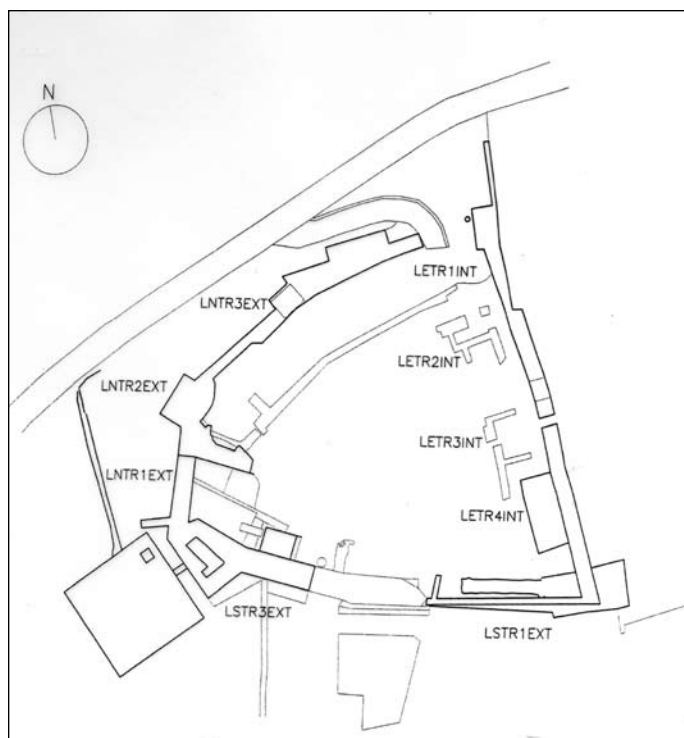 N
LETR1INT
LNTR3EXT
LETR2INT
LNTR2EXT
LETR3INT
LNTR1EXT
LETR4INT
LSTR3EXT
LSTR1EXT